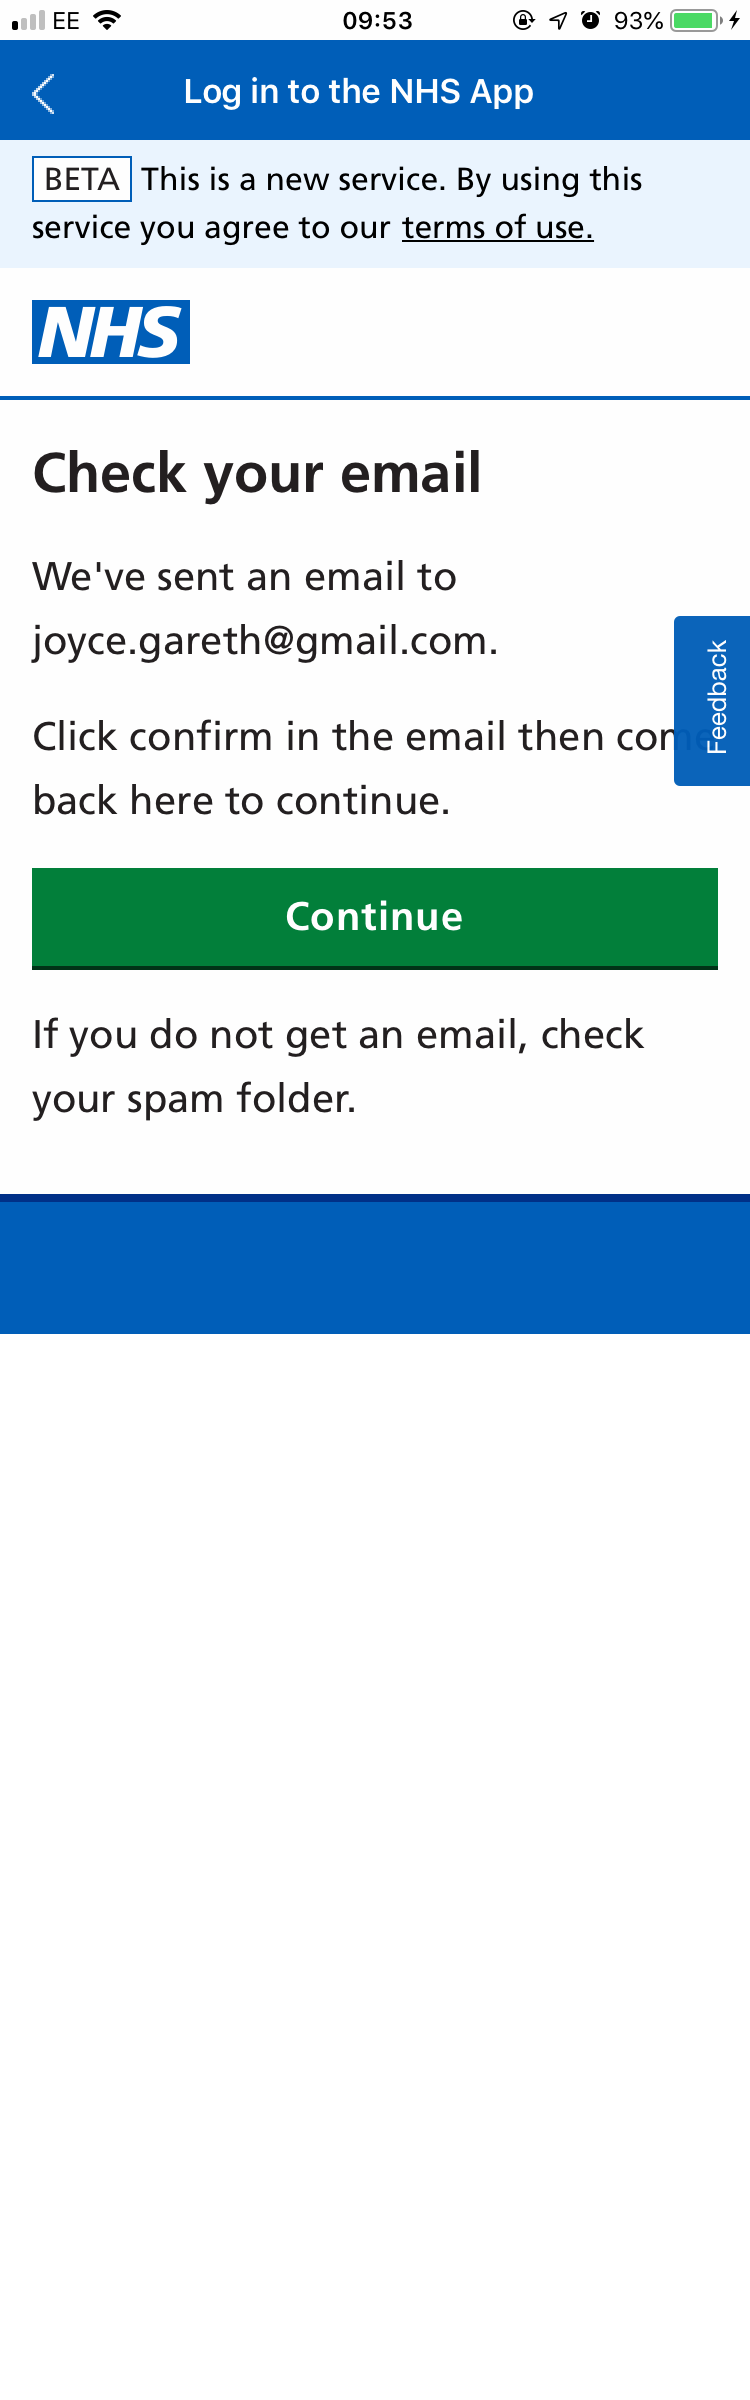 EE 09:53 93%
Log in to the NHS App
BETA This is a new service. By using this
service you agree to our terms of use.
NHS
Check your email
We've sent an email to
joyce.gareth@gmail.com.
Feedback
Click confirm in the email then come
back here to continue.
Continue
If you do not get an email, check
your spam folder.